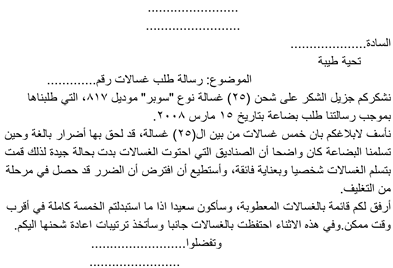 .......................
........................
السادة....................
تحية طيبة
الموضوع: رسالة طلب غسالات رقم.............
نشكركم جزيل الشكر على شحن (٢٥) غسالة نوع "سوبر" موديل ٨١٧، التي طلبناها
بموجب رسالتنا طلب بضاعة بتاريخ ١٥ مارس ٢٠٠٨.
نأسف لابلاغكم بان خمس غسالات من بين ال(٢٥) غسالة، قد لحق بها أضرار بالغة وحين
تسلمنا البضاعة كان واضحا أن الصناديق التي احتوت الغسالات بدت بحالة جيدة لذلك قمت
بتسلم الغسالات شخصيا وبعناية فائقة، وأستطيع أن افترض أن الضرر قد حصل في مرحلة
من التغليف.
أرفق لكم قائمة بالغسالات المعطوبة، وسأكون سعيدا اذا ما استبدلتم الخمسة كاملة في أقرب
وقت ممكن.وفي هذه الاثناء احتفظت بالغسالات جانبا وسأتخذ ترتيبات اعادة شحنها اليكم.
وتفضلوا.........................
........................